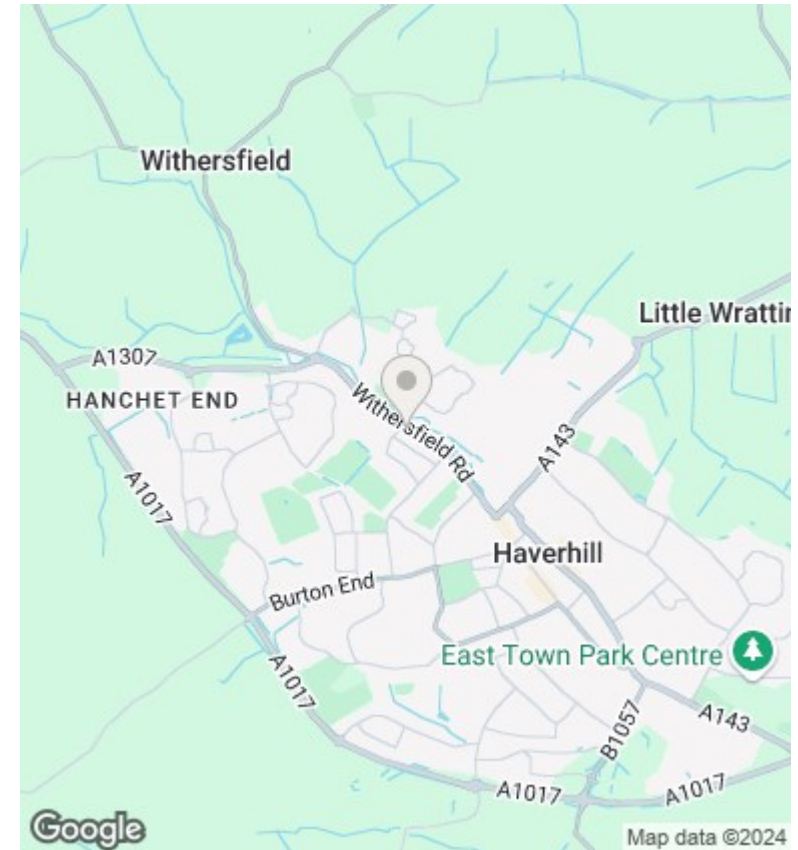 Withersfield
Little Wrattin
A1307
HANCHET END
Withersfield Rd
A143
A1017
Haverhill
Burton End
East Town Park Centre
A1017
A143
B1057
A1017
A1017
Google
Map data ©2024